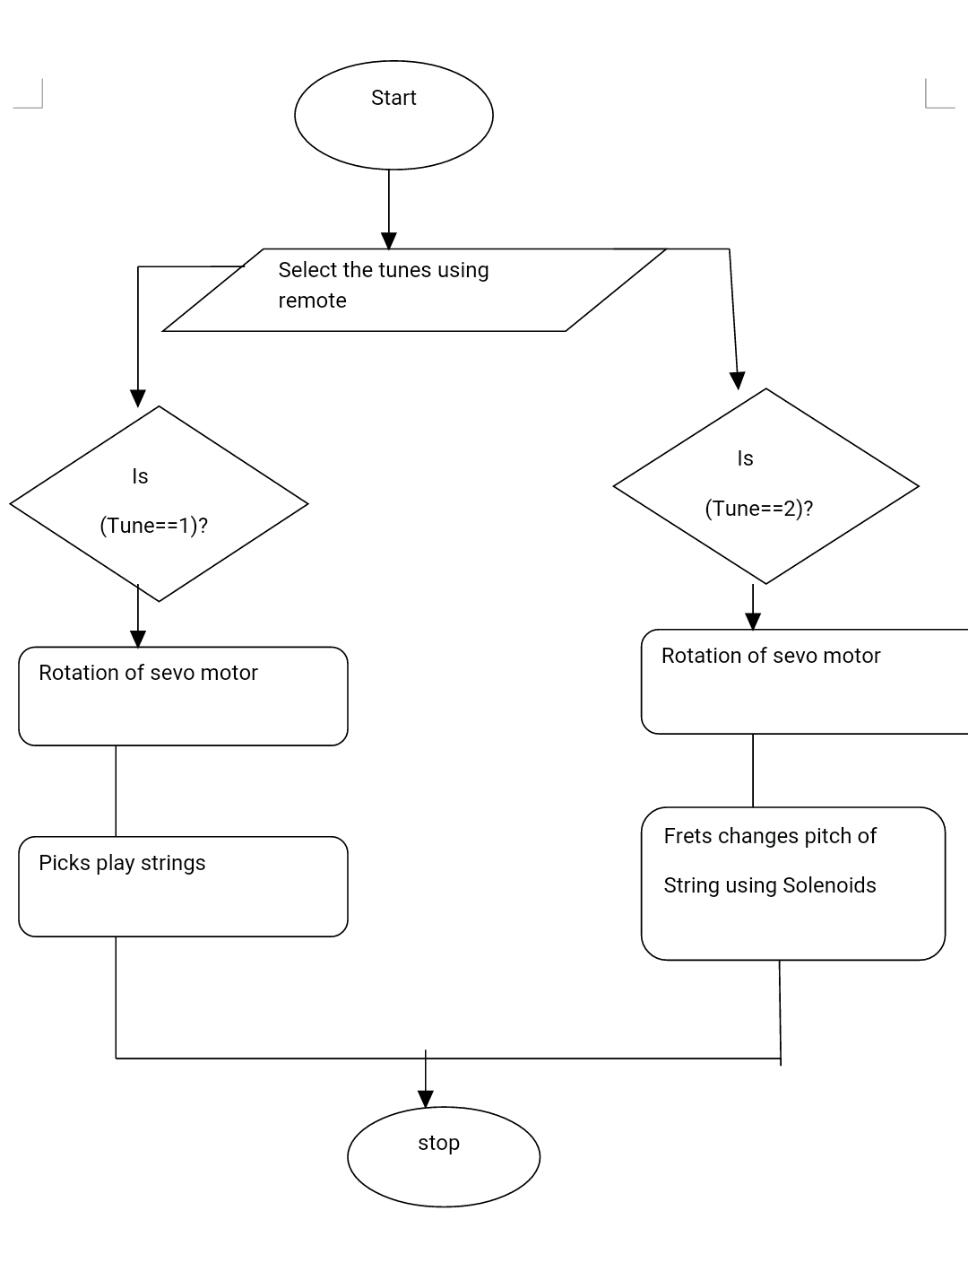 Start
Select the tunes using
remote
Is
(Tune==1)?
Is
(Tune==2)?
Rotation of sevo motor
Rotation of sevo motor
Picks play strings
Frets changes pitch of
String using Solenoids
stop